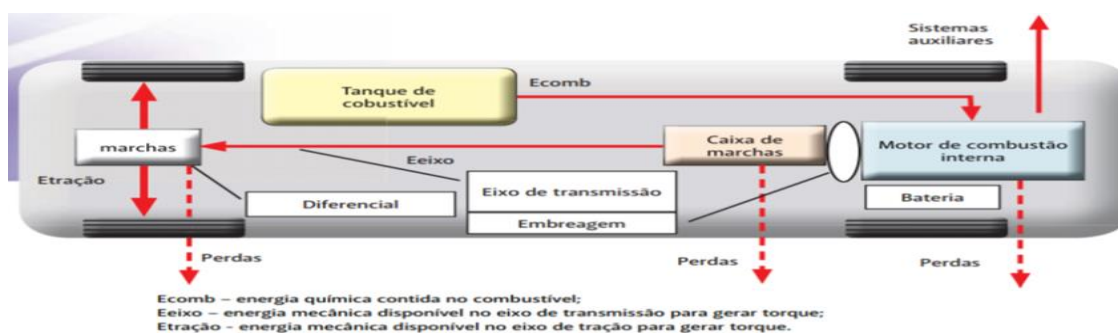 Sistemas
auxiliares
Ecomb
Tanque de
cobustível
marchas
Caixa de
marchas
Motor de combustão
interna
Eeixo
Etração
Eixo de transmissão
Diferencial
Bateria
Embreagem
Perdas
Perdas
Perdas
Ecomb – energia química contida no combustível;
Eeixo – energia mecânica disponível no eixo de transmissão para gerar torque;
Etração - energia mecânica disponível no eixo de tração para gerar torque.